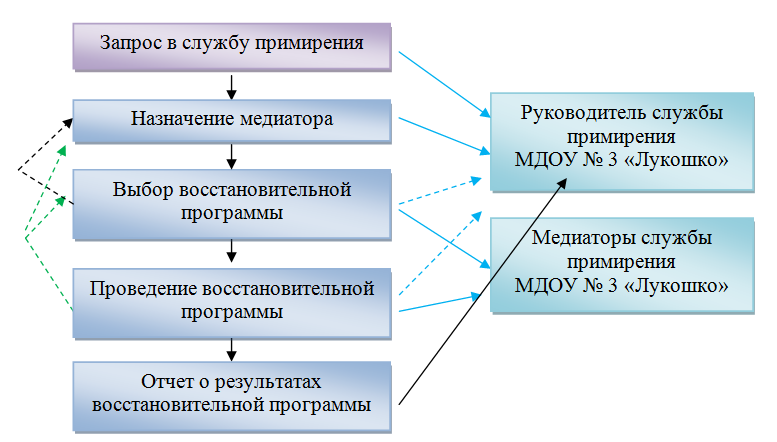 Запрос в службу примирения
Назначение медиатора
Выбор восстановительной
программы
Проведение восстановительной
программы
Отчет о результатах
восстановительной программы
Руководитель службы
примирения
МДОУ № 3 «Лукошко»
Медиаторы службы
примирения
МДОУ № 3 «Лукошко»